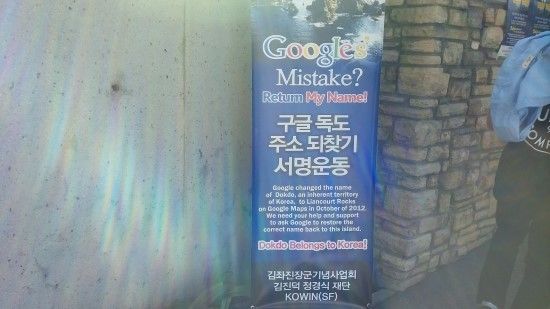 Googles'
Mistake?
Return My Name!
구글 독도
주소 되찾기
서명운동
Google changed the name
of Dokdo, an inherent territory
of Korea, to Liancourt Rocks
on Google Maps in October of 2012.
We need your help and support
to ask Google to restore the
correct name back to this island.
Dokdo Belongs to Korea!
김좌진장군기념사업회
김진덕 정경식 재단
KOWIN(SF)